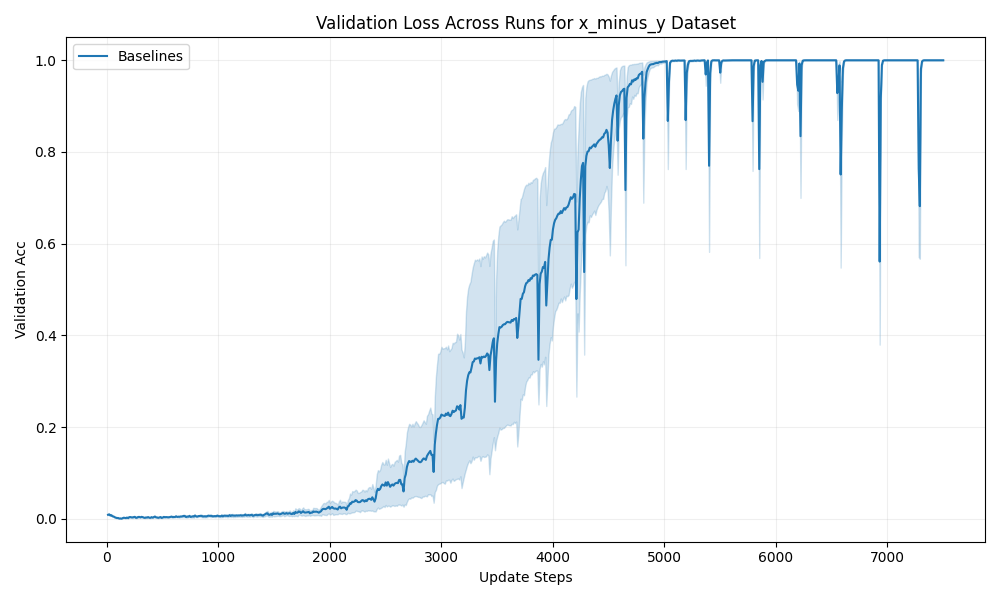 Validation Loss Across Runs for x_minus_y Dataset
Baselines
Validation Acc
1.0
0.8
0.6
0.4
0.2
0.0
0 1000 2000 3000 4000 5000 6000 7000
Update Steps